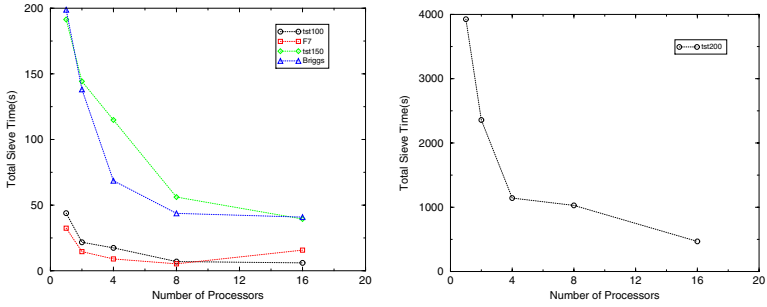 200
150
100
50
0
Total Sieve Time(s)
tst100
F7
tst150
Briggs
0
4
8
12
16
20
Number of Processors
4000
3000
2000
1000
0
Total Sieve Time(s)
tst200
0
4
8
12
16
20
Number of Processors